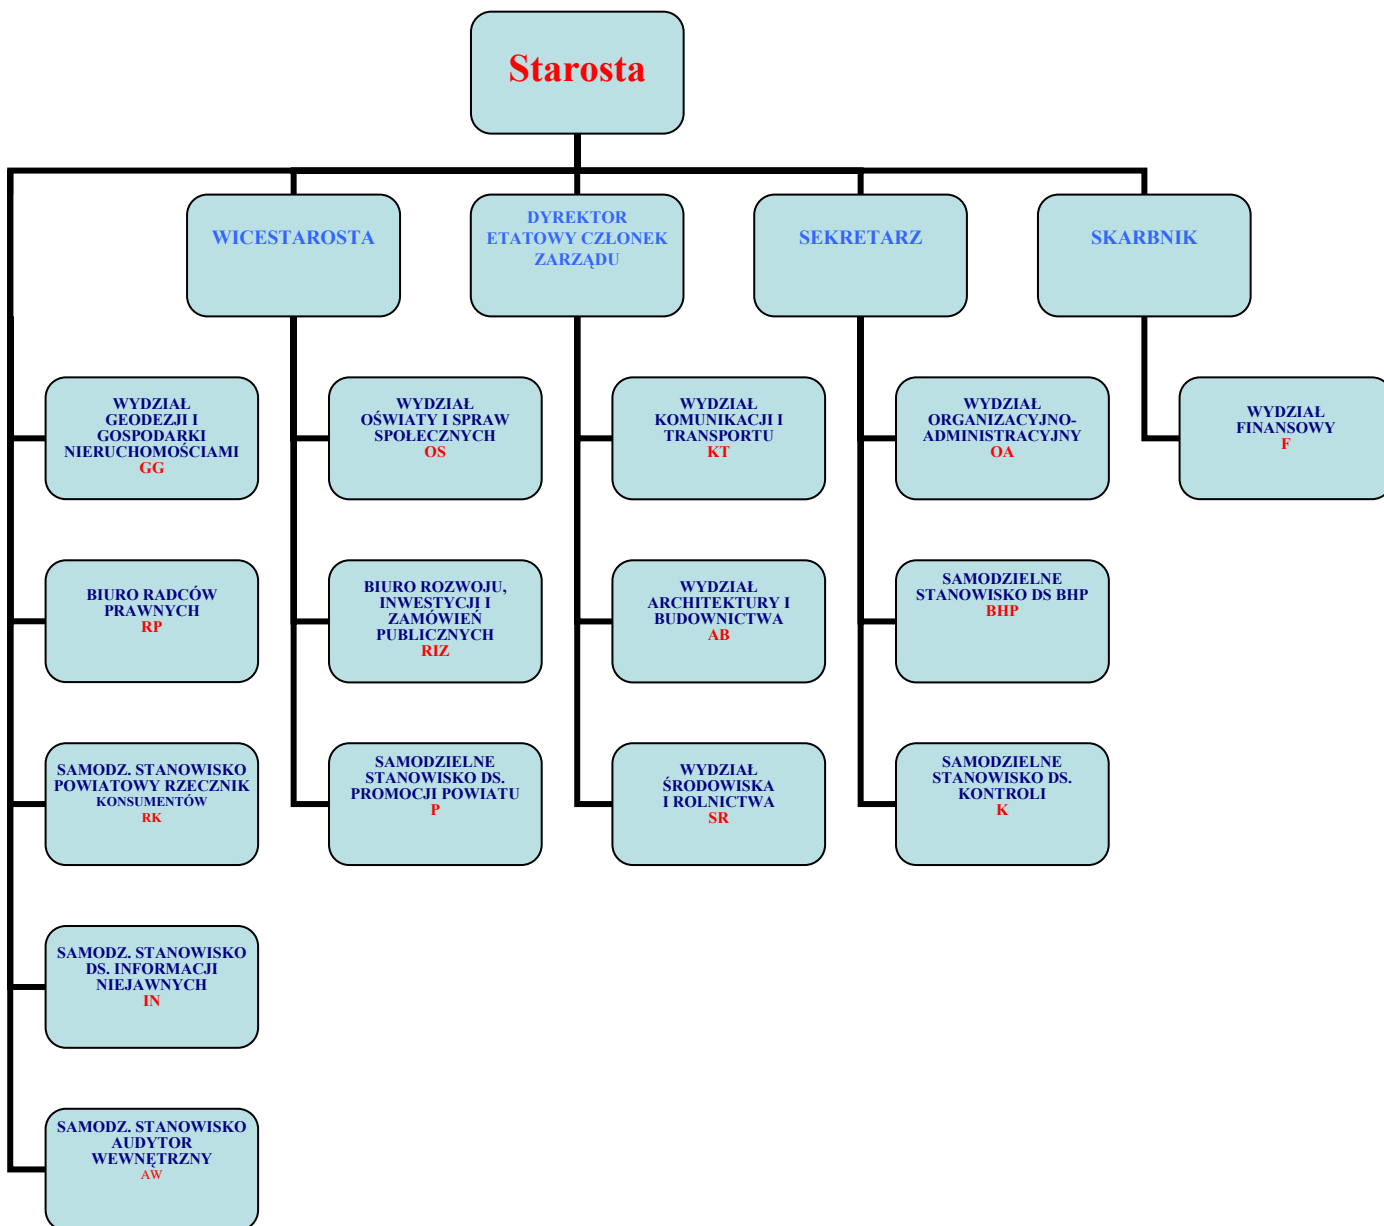 Starosta
WICESTAROSTA
DYREKTOR
ETATOWY CZŁONEK
ZARZĄDU
SEKRETARZ
SKARBNIK
WYDZIAŁ
GEODEZJI I
GOSPODARKI
NIERUCHOMOŚCIAMI
GG
WYDZIAŁ
OŚWIATY I SPRAW
SPOŁECZNYCH
OS
WYDZIAŁ
KOMUNIKACJI I
TRANSPORTU
KT
WYDZIAŁ
ORGANIZACYJNO-
ADMINISTRACYJNY
OA
WYDZIAŁ
FINANSOWY
F
BIURO RADCÓW
PRAWNYCH
RP
BIURO ROZWOJU,
INWESTYCJI I
ZAMÓWIEŃ
PUBLICZNYCH
RIZ
WYDZIAŁ
ARCHITEKTURY I
BUDOWNICTWA
AB
SAMODZIELNE
STANOWISKO DS BHP
BHP
SAMODZ. STANOWISKO
POWIATOWY RZECZNIK
KONSUMENTÓW
RK
SAMODZIELNE
STANOWISKO DS.
PROMOCJI POWIATU
P
WYDZIAŁ
ŚRODOWISKA
I ROLNICTWA
SR
SAMODZIELNE
STANOWISKO DS.
KONTROLI
K
SAMODZ. STANOWISKO
DS. INFORMACJI
NIEJAWNYCH
IN
SAMODZ. STANOWISKO
AUDYTOR
WEWNĘTRZNY
AW